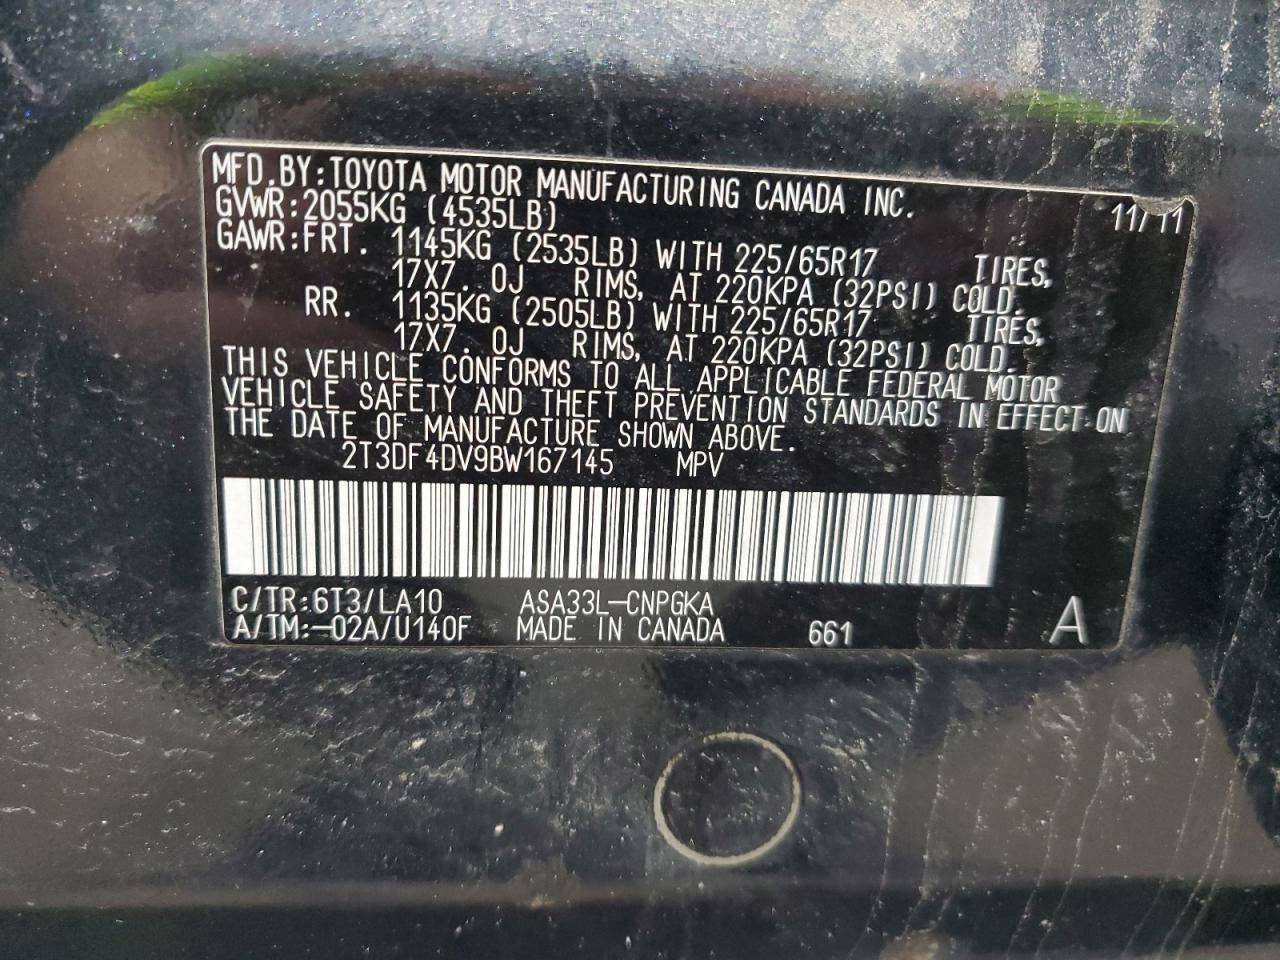 MFD.BY:TOYOTA MOTOR MANUFACTURING CANADA INC. 11/11
GVWR:2055KG (4535LB)
GAWR:FRT. 1145KG (2535LB) WITH 225/65R17 TIRES,
17X7.0J RIMS, AT 220KPA (32PSI) COLD.
RR. 1135KG (2505LB) WITH 225/65R17 TIRES,
17X7.0J RIMS, AT 220KPA (32PSI) COLD.
THIS VEHICLE CONFORMS TO ALL APPLICABLE FEDERAL MOTOR
VEHICLE SAFETY AND THEFT PREVENTION STANDARDS IN EFFECT ON
THE DATE OF MANUFACTURE SHOWN ABOVE.
2T3DF4DV9BW167145 MPV
C/TR:6T3/LA10 ASA33L-CNPGKA
A/TM:-02A/U140F MADE IN CANADA 661 A